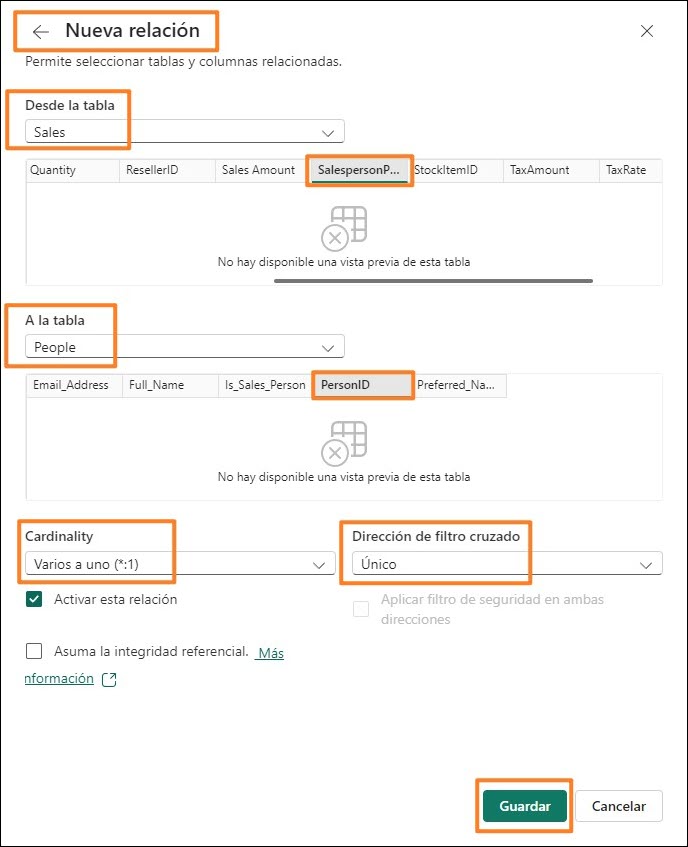 Nueva relación
Permite seleccionar tablas y columnas relacionadas.
Desde la tabla
Sales
Quantity ResellerID Sales Amount SalespersonP... StockItemID TaxAmount TaxRate
No hay disponible una vista previa de esta tabla
A la tabla
People
Email_Address Full_Name Is_Sales_Person PersonID Preferred_Na...
No hay disponible una vista previa de esta tabla
Cardinality Dirección de filtro cruzado
Varios a uno (*:1) Único
Activar esta relación Aplicar filtro de seguridad en ambas
direcciones
Asuma la integridad referencial. Más
nformación
Guardar Cancelar